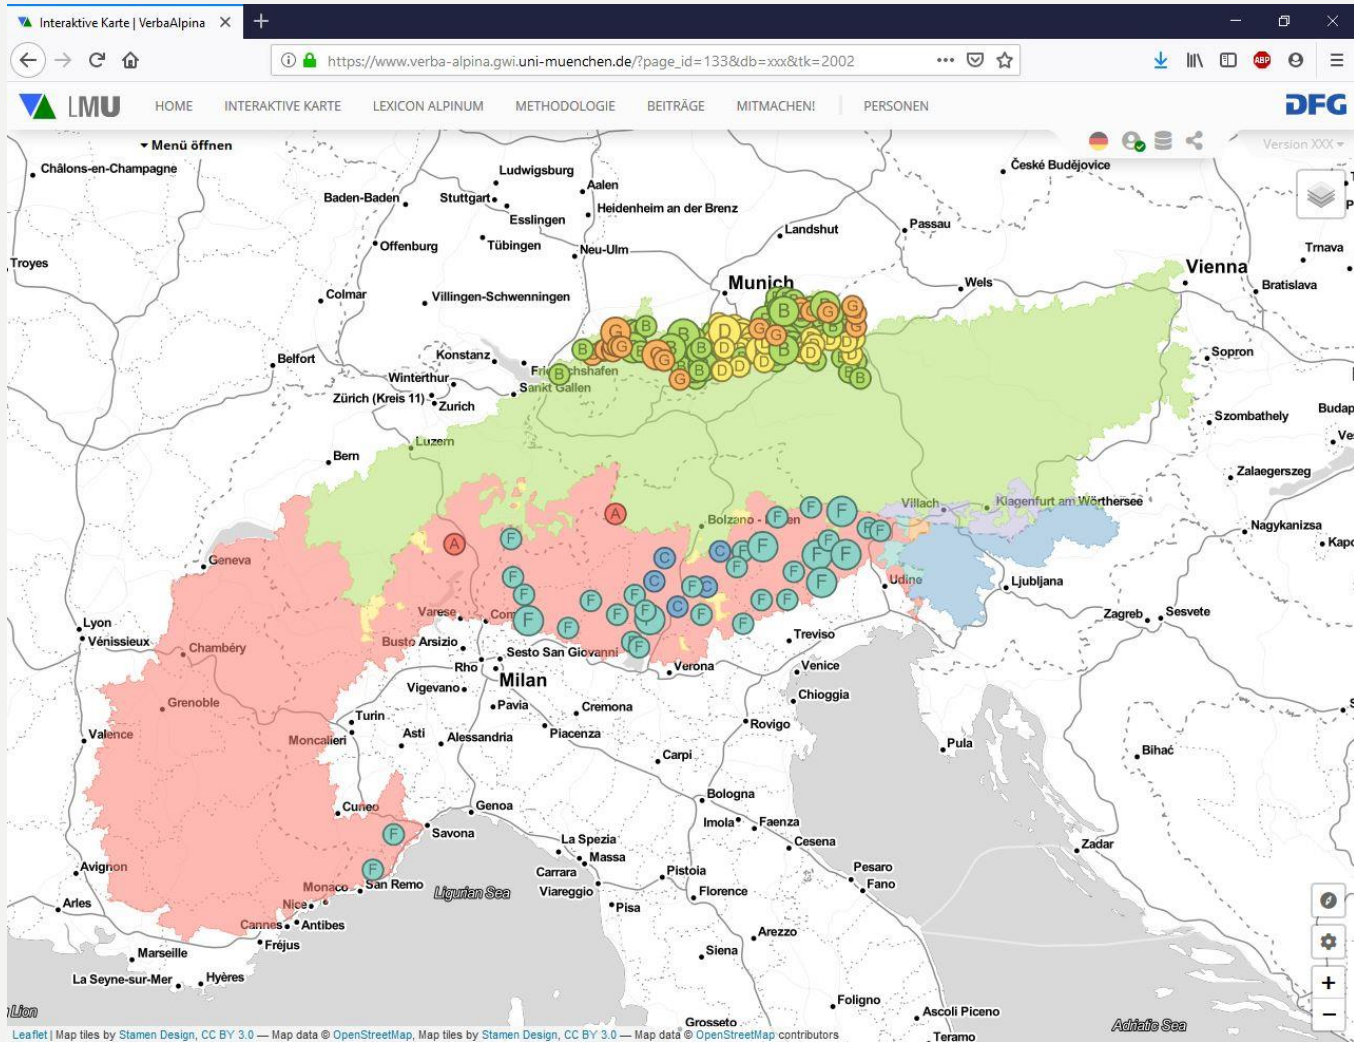 Interaktive Karte | VerbaAlpina
https://www.verba-alpina.gwi.uni-muenchen.de/?page_id=133&db=xxx&tk=2002
ABP
LMU HOME INTERAKTIVE KARTE LEXICON ALPINUM METHODOLOGIE BEITRÄGE MITMACHEN! PERSONEN DFG
Menü öffnen
Version XXX
Châlons-en-Champagne
Ludwigsburg
České Budějovice
Aalen
Baden-Baden
Stuttgart
Heidenheim an der Brenz
Esslingen
Landshut
Passau
Offenburg
Tübingen
Neu-Ulm
Trnava
Troyes
Vienna
Munich
Wels
Bratislava
Colmar
Villingen-Schwenningen
Konstanz
Sopron
Belfort
Winterthur
Sankt Gallen
Zürich (Kreis 11)
Zurich
Szombathely
Luzern
Bern
Zalaegerszeg
Villach
Klagenfurt am Wörthersee
Nagykanizsa
Geneva
Udine
Ljubljana
Varese
Zagreb
Sesvete
Lyon
Vénissieux
Busto Arsizio
Treviso
Chambéry
Sesto San Giovanni
Rho
Verona
Venice
Milan
Vigevano
Chioggia
Grenoble
Pavia
Cremona
Turin
Rovigo
Valence
Asti
Alessandria
Piacenza
Moncalieri
Pula
Carpi
Bihać
Bologna
Cuneo
Genoa
Imola
Faenza
Savona
La Spezia
Cesena
Zadar
Massa
Avignon
Carrara
Pistoia
Pesaro
Monaco
San Remo
Ligurian Sea
Viareggio
Florence
Fano
Arles
Nice
Pisa
Cannes
Antibes
Arezzo
Fréjus
Siena
Marseille
La Seyne-sur-Mer
Hyères
Foligno
Ascoli Piceno
Grosseto
Adriatic Sea
Teramo
Leaflet | Map tiles by Stamen Design, CC BY 3.0 — Map data © OpenStreetMap, Map tiles by Stamen Design, CC BY 3.0 — Map data © OpenStreetMap contributors